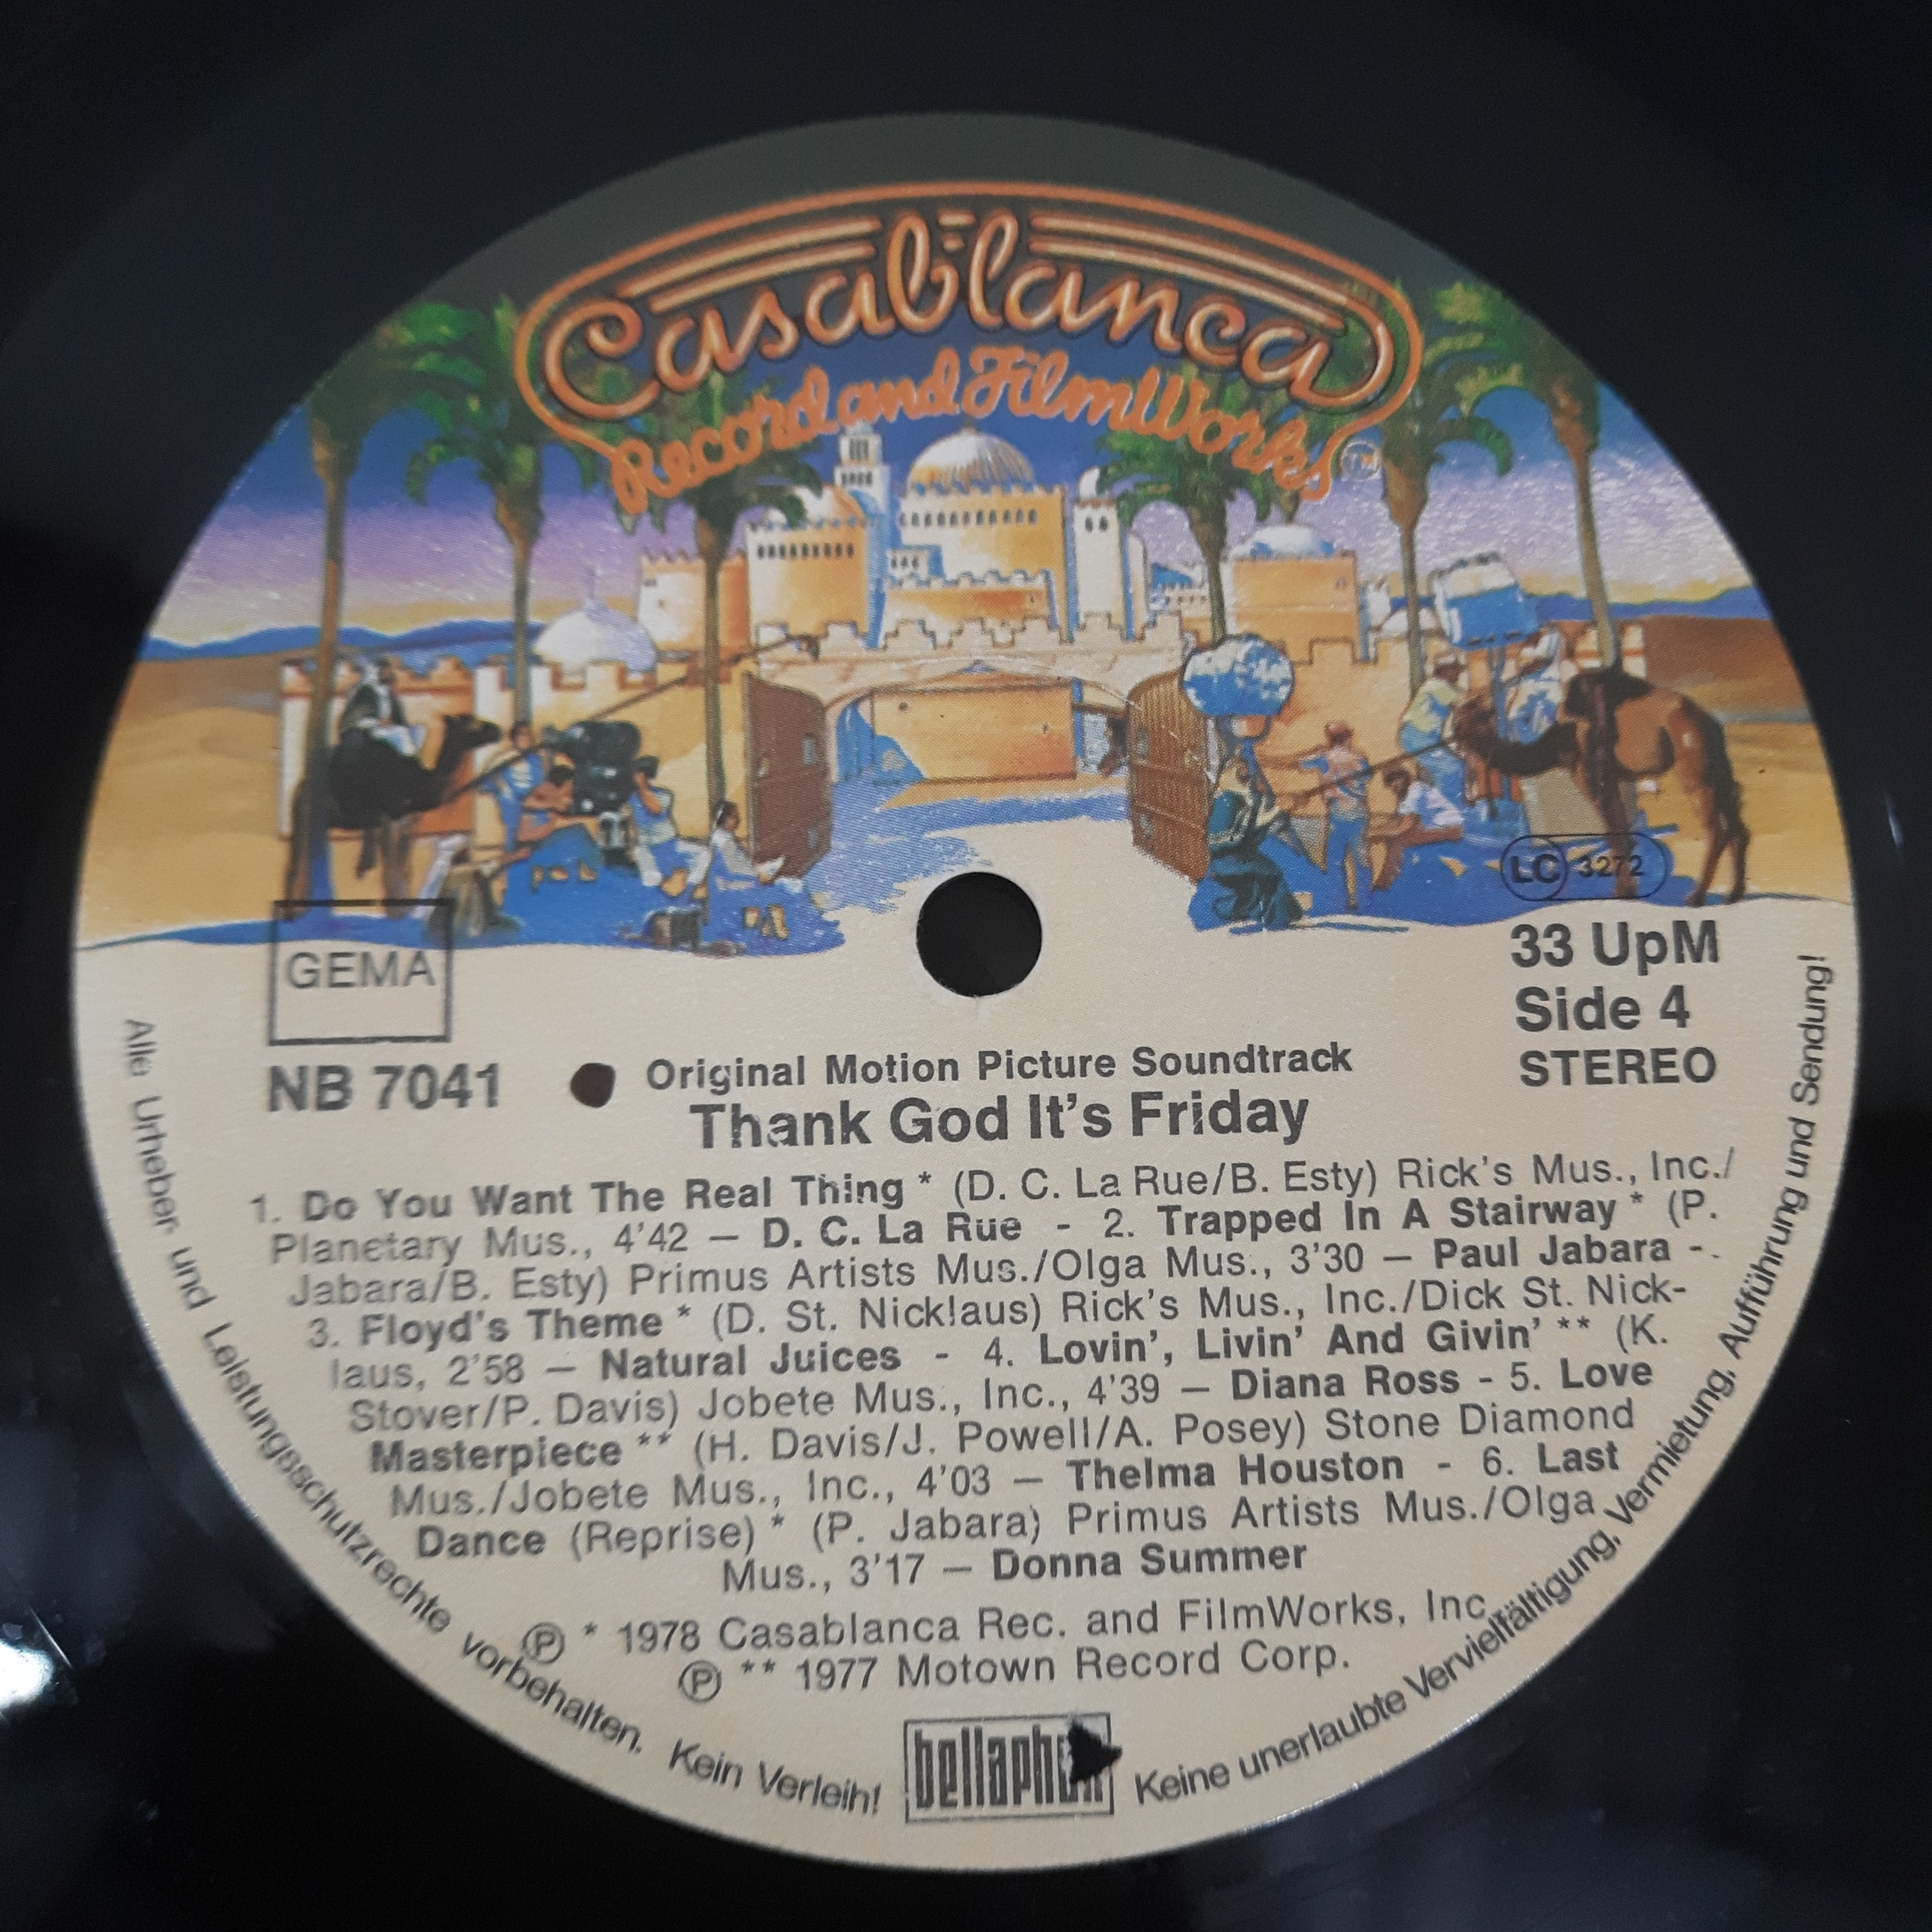 Casablanca
Record and FilmWorks TM
LC 3272
GEMA
33 UpM
Side 4
STEREO
NB 7041
Original Motion Picture Soundtrack
Thank God It's Friday
1. Do You Want The Real Thing * (D. C. La Rue/B. Esty) Rick's Mus., Inc./
Planetary Mus., 4'42 — D. C. La Rue - 2. Trapped In A Stairway * (P.
Jabara/B. Esty) Primus Artists Mus./Olga Mus., 3'30 — Paul Jabara -
3. Floyd's Theme * (D. St. Nicklaus) Rick's Mus., Inc./Dick St. Nick-
laus, 2'58 — Natural Juices - 4. Lovin', Livin' And Givin' ** (K.
Stover/P. Davis) Jobete Mus., Inc., 4'39 — Diana Ross - 5. Love
Masterpiece ** (H. Davis/J. Powell/A. Posey) Stone Diamond
Mus./Jobete Mus., Inc., 4'03 — Thelma Houston - 6. Last
Dance (Reprise) * (P. Jabara) Primus Artists Mus./Olga
Mus., 3'17 — Donna Summer
℗ * 1978 Casablanca Rec. and FilmWorks, Inc.
℗ ** 1977 Motown Record Corp.
Alle Urheber- und Leistungsschutzrechte vorbehalten. Kein Verleih!
Keine unerlaubte Vervielfältigung, Vermietung, Aufführung und Sendung!